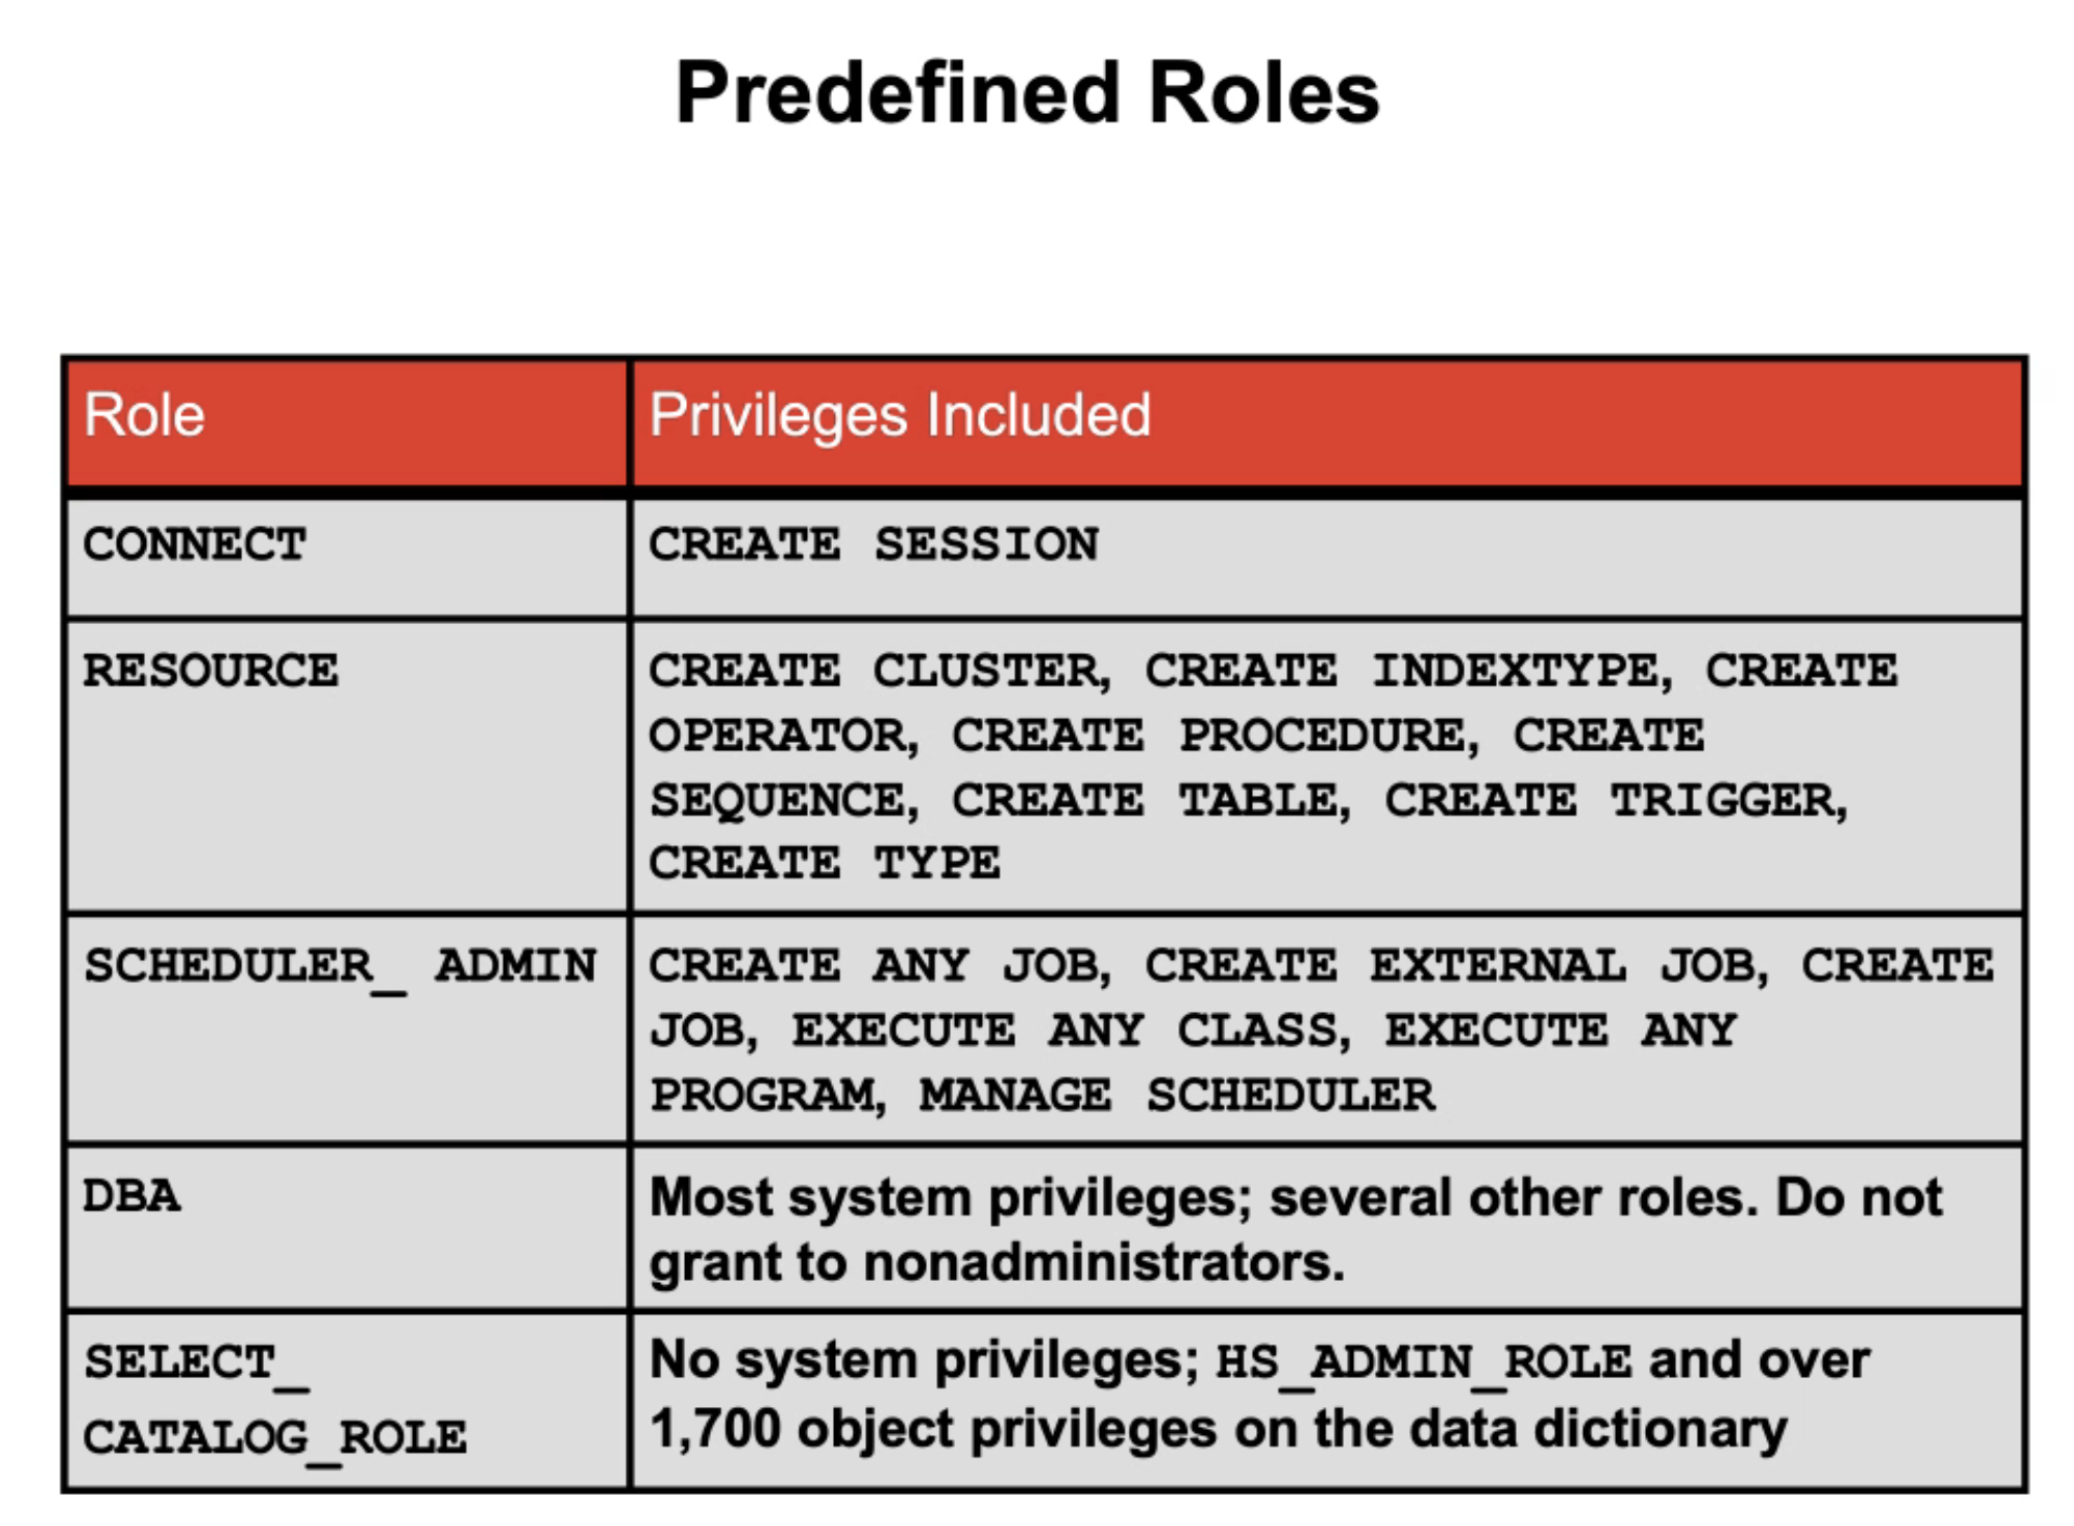 Predefined Roles
Role
Privileges Included
CONNECT
CREATE SESSION
RESOURCE
CREATE CLUSTER, CREATE INDEXTYPE, CREATE
OPERATOR, CREATE PROCEDURE, CREATE
SEQUENCE, CREATE TABLE, CREATE TRIGGER,
CREATE TYPE
SCHEDULER_ ADMIN
CREATE ANY JOB, CREATE EXTERNAL JOB, CREATE
JOB, EXECUTE ANY CLASS, EXECUTE ANY
PROGRAM, MANAGE SCHEDULER
DBA
Most system privileges; several other roles. Do not
grant to nonadministrators.
SELECT_
CATALOG_ROLE
No system privileges; HS_ADMIN_ROLE and over
1,700 object privileges on the data dictionary